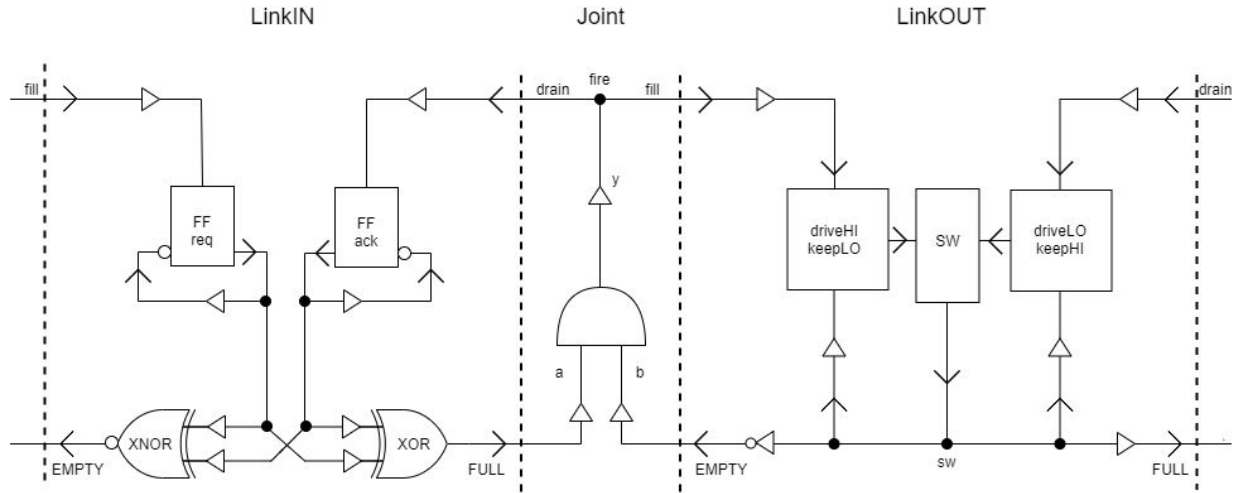 LinkIN
Joint
LinkOUT
fill
drain
fire
fill
drain
y
FF
req
FF
ack
driveHI
keepLO
SW
driveLO
keepHI
a
b
XNOR
XOR
EMPTY
FULL
EMPTY
sw
FULL